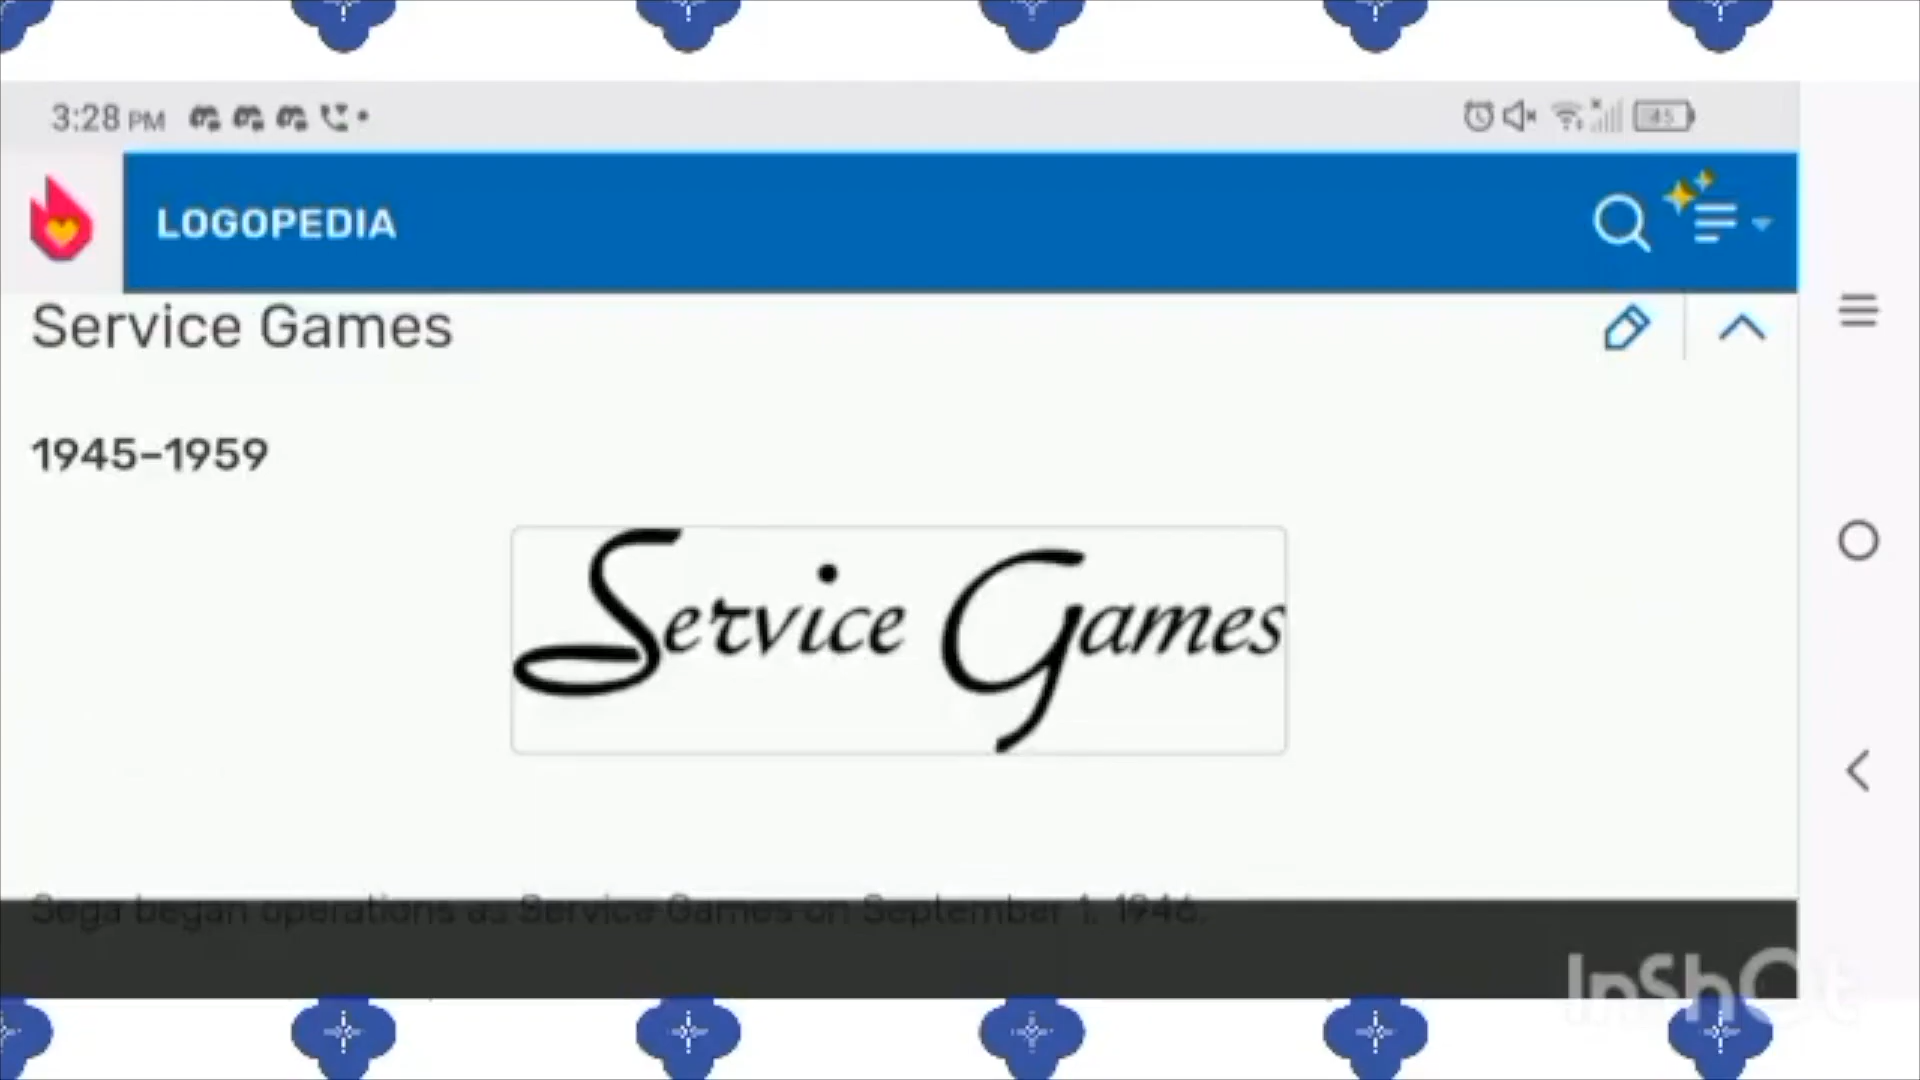 3:28 PM
45
LOGOPEDIA
Service Games
1945–1959
Service Games
Sega began operations as Service Games on September 1, 1946.
InShOt